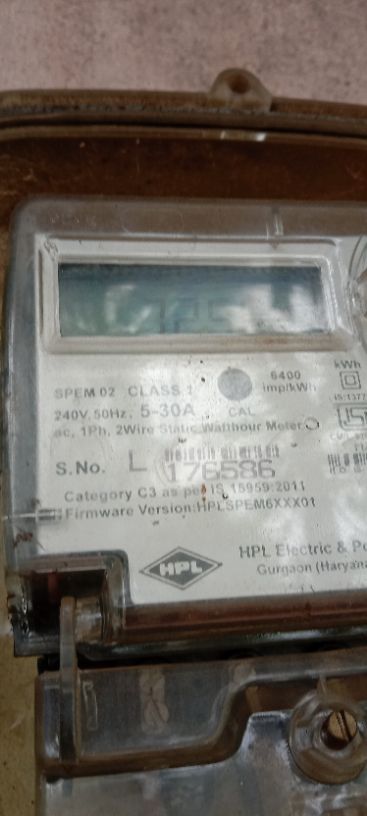 kWh
6400
imp/kWh
SPEM 02 CLASS 1
240V, 50Hz, 5-30A CAL
ac, 1Ph, 2Wire Static Watthour Meter
S.No. L 176586
Category C3 as per IS 15959:2011
Firmware Version:HPLSPEM6XXX01
HPL
HPL Electric & Po
Gurgaon (Haryana